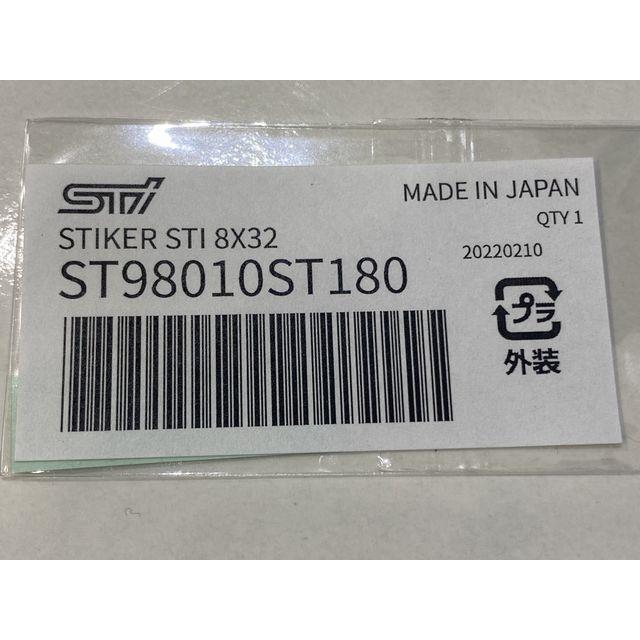 STI
MADE IN JAPAN
STIKER STI 8X32
QTY 1
ST98010ST180
20220210
プラ
外装